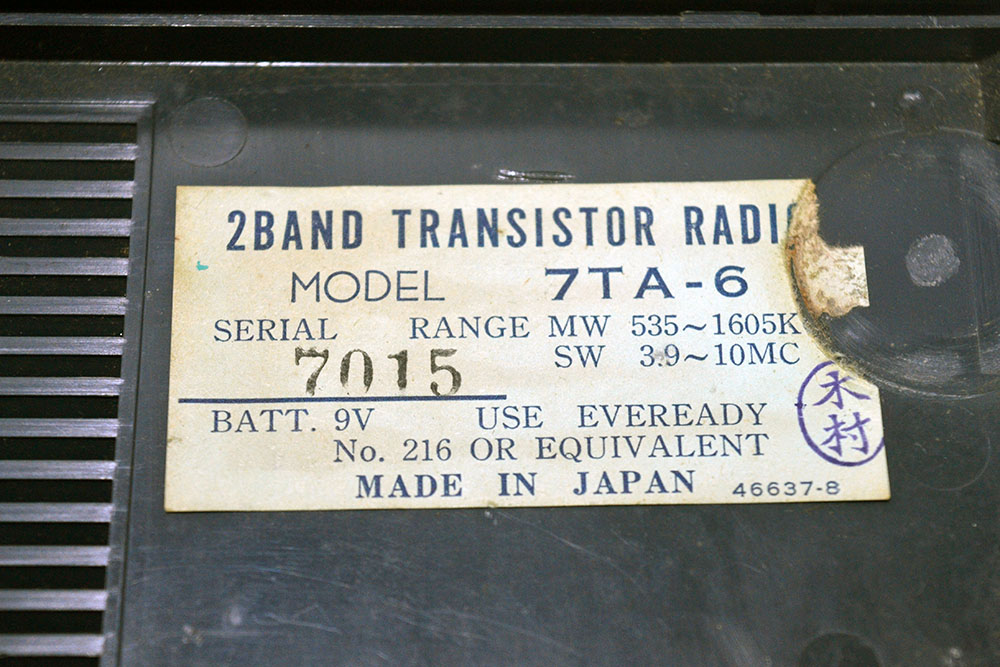 2BAND TRANSISTOR RADIO
MODEL 7TA-6
SERIAL RANGE MW 535~1605K
7015 SW 3.9~10MC
BATT. 9V USE EVEREADY
No. 216 OR EQUIVALENT
MADE IN JAPAN 46637-8
木村